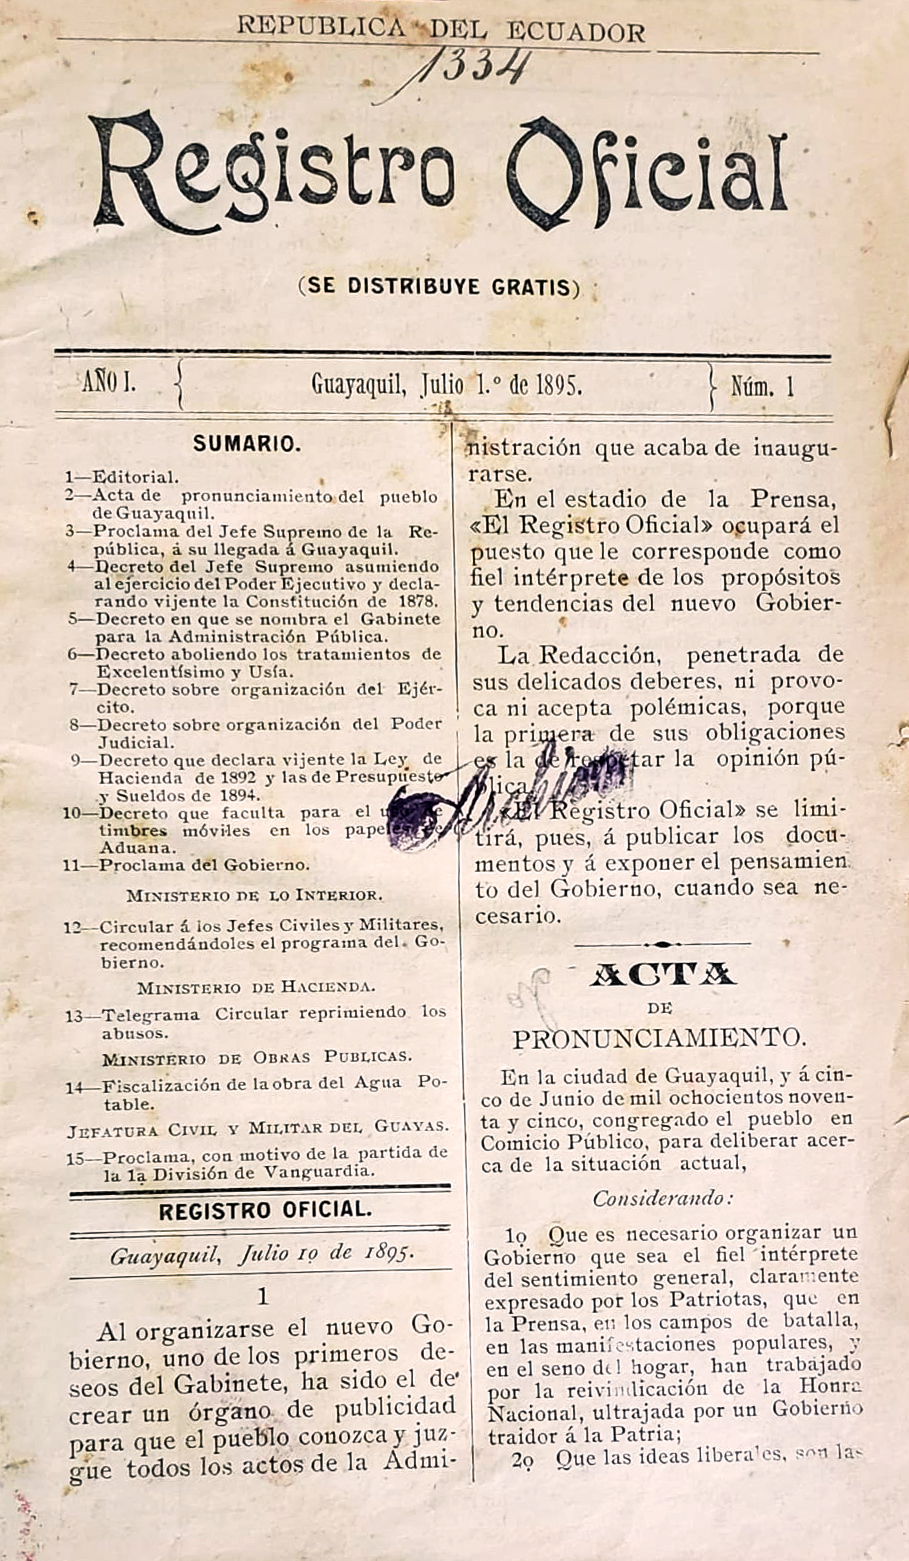 REPUBLICA DEL ECUADOR
1334
Registro Oficial
(SE DISTRIBUYE GRATIS)
AÑO I.
Guayaquil, Julio 1.º de 1895.
Núm. 1
SUMARIO.
1—Editorial.
2—Acta de pronunciamiento del pueblo
de Guayaquil.
3—Proclama del Jefe Supremo de la Re-
pública, á su llegada á Guayaquil.
4—Decreto del Jefe Supremo asumiendo
al ejercicio del Poder Ejecutivo y decla-
rando vijente la Constitución de 1878.
5—Decreto en que se nombra el Gabinete
para la Administración Pública.
6—Decreto aboliendo los tratamientos de
Excelentísimo y Usía.
7—Decreto sobre organización del Ejér-
cito.
8—Decreto sobre organización del Poder
Judicial.
9—Decreto que declara vijente la Ley de
Hacienda de 1892 y las de Presupuesto
y Sueldos de 1894.
10—Decreto que faculta para el
timbres móviles en los
Aduana.
11—Proclama del Gobierno.
MINISTERIO DE LO INTERIOR.
12—Circular á los Jefes Civiles y Militares,
recomendándoles el programa del Go-
bierno.
MINISTERIO DE HACIENDA.
13—Telegrama Circular reprimiendo los
abusos.
MINISTERIO DE OBRAS PUBLICAS.
14—Fiscalización de la obra del Agua Po-
table.
JEFATURA CIVIL Y MILITAR DEL GUAYAS.
15—Proclama, con motivo de la partida de
la 1ª División de Vanguardia.
REGISTRO OFICIAL.
Guayaquil, Julio 1º de 1895.
1
Al organizarse el nuevo Go-
bierno, uno de los primeros de-
seos del Gabinete, ha sido el de
crear un órgano de publicidad
para que el pueblo conozca y juz-
gue todos los actos de la Admi-
nistración que acaba de inaugu-
rarse.
En el estadio de la Prensa,
«El Registro Oficial» ocupará el
puesto que le corresponde como
fiel intérprete de los propósitos
y tendencias del nuevo Gobier-
no.
La Redacción, penetrada de
sus delicados deberes, ni provo-
ca ni acepta polémicas, porque
la primera de sus obligaciones
es la de respetar la opinión pú-
blica.
«El Registro Oficial» se limi-
tirá, pues, á publicar los docu-
mentos y á exponer el pensamien
to del Gobierno, cuando sea ne-
cesario.
ACTA
DE
PRONUNCIAMIENTO.
En la ciudad de Guayaquil, y á cin-
co de Junio de mil ochocientos noven-
ta y cinco, congregado el pueblo en
Comicio Público, para deliberar acer-
ca de la situación actual,
Considerando:
1º Que es necesario organizar un
Gobierno que sea el fiel intérprete
del sentimiento general, claramente
expresado por los Patriotas, que en
la Prensa, en los campos de batalla,
en las manifestaciones populares, y
en el seno del hogar, han trabajado
por la reivindicación de la Honra
Nacional, ultrajada por un Gobierno
traidor á la Patria;
2º Que las ideas liberales, son las